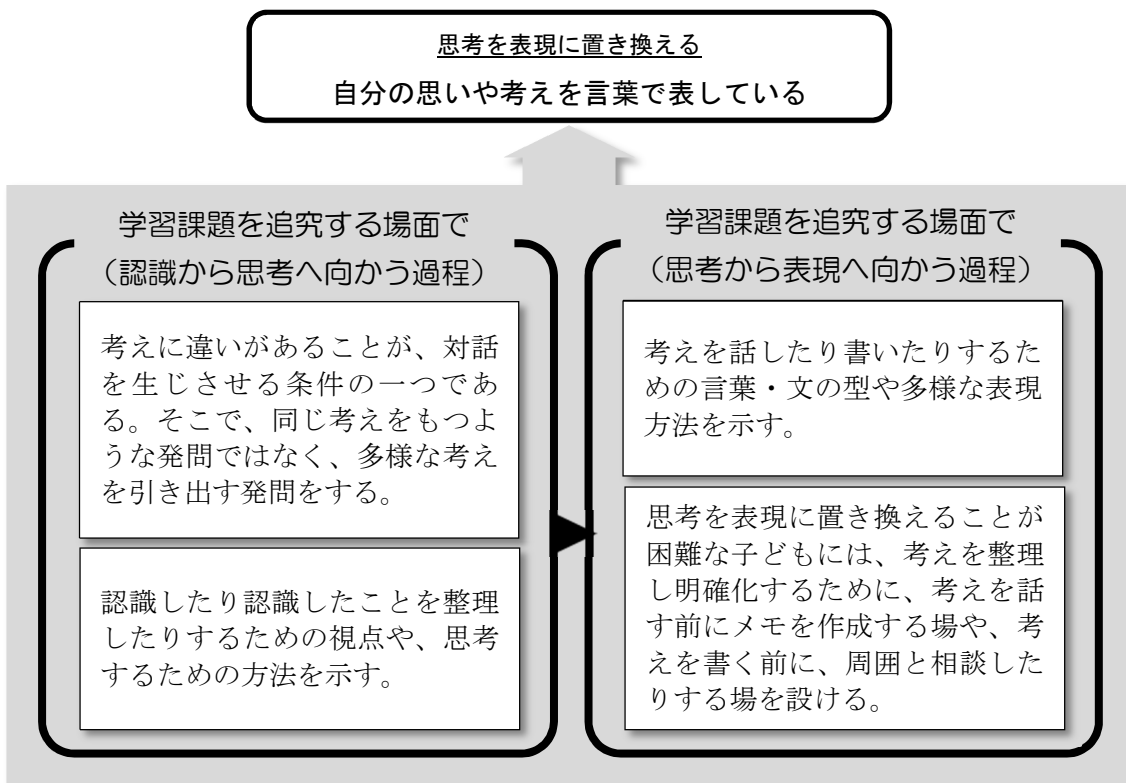 思考を表現に置き換える
自分の思いや考えを言葉で表している
学習課題を追究する場面で
（認識から思考へ向かう過程）
考えに違いがあることが、対話
を生じさせる条件の一つであ
る。そこで、同じ考えをもつよ
うな発問ではなく、多様な考え
を引き出す発問をする。
認識したり認識したことを整理
したりするための視点や、思考
するための方法を示す。
学習課題を追究する場面で
（思考から表現へ向かう過程）
考えを話したり書いたりするた
めの言葉・文の型や多様な表現
方法を示す。
思考を表現に置き換えることが
困難な子どもには、考えを整理
し明確化するために、考えを話
す前にメモを作成する場や、考
えを書く前に、周囲と相談した
りする場を設ける。